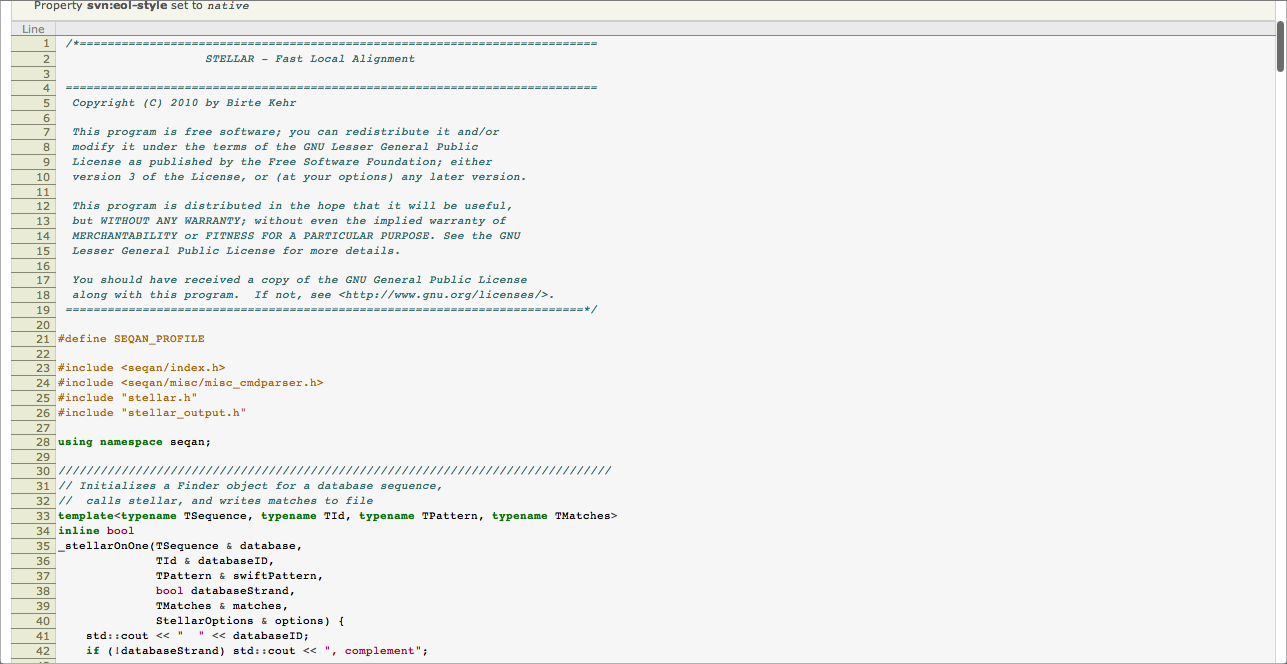 Property svn:eol-style set to native
Line
1 /*==========================================================================
2 STELLAR - Fast Local Alignment
3
4 ============================================================================
5 Copyright (C) 2010 by Birte Kehr
6
7 This program is free software; you can redistribute it and/or
8 modify it under the terms of the GNU Lesser General Public
9 License as published by the Free Software Foundation; either
10 version 3 of the License, or (at your options) any later version.
11
12 This program is distributed in the hope that it will be useful,
13 but WITHOUT ANY WARRANTY; without even the implied warranty of
14 MERCHANTABILITY or FITNESS FOR A PARTICULAR PURPOSE. See the GNU
15 Lesser General Public License for more details.
16
17 You should have received a copy of the GNU General Public License
18 along with this program.  If not, see <http://www.gnu.org/licenses/>.
19 ==========================================================================*/
20
21 #define SEQAN_PROFILE
22
23 #include <seqan/index.h>
24 #include <seqan/misc/misc_cmdparser.h>
25 #include "stellar.h"
26 #include "stellar_output.h"
27
28 using namespace seqan;
29
30 ///////////////////////////////////////////////////////////////////////////////
31 // Initializes a Finder object for a database sequence,
32 //  calls stellar, and writes matches to file
33 template<typename TSequence, typename TId, typename TPattern, typename TMatches>
34 inline bool
35 _stellarOnOne(TSequence & database,
36 TId & databaseID,
37 TPattern & swiftPattern,
38 bool databaseStrand,
39 TMatches & matches,
40 StellarOptions & options) {
41 std::cout << "  " << databaseID;
42 if (!databaseStrand) std::cout << ", complement";